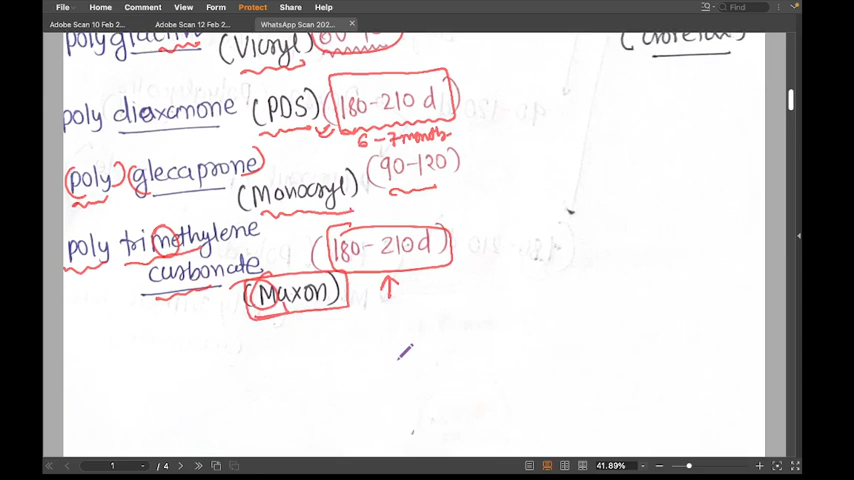 File Home Comment View Form Protect Share Help Find
Adobe Scan 10 Feb 2... Adobe Scan 12 Feb 2... WhatsApp Scan 202...
polyglactin (Vicryl)
poly dioxanone (PDS) (180-210 d)
6-7 months
(poly) (glecaprone) (90-120)
(Monocryl)
poly trimethylene (180-210 d)
carbonate
(Maxon)
1 / 4 41.89%